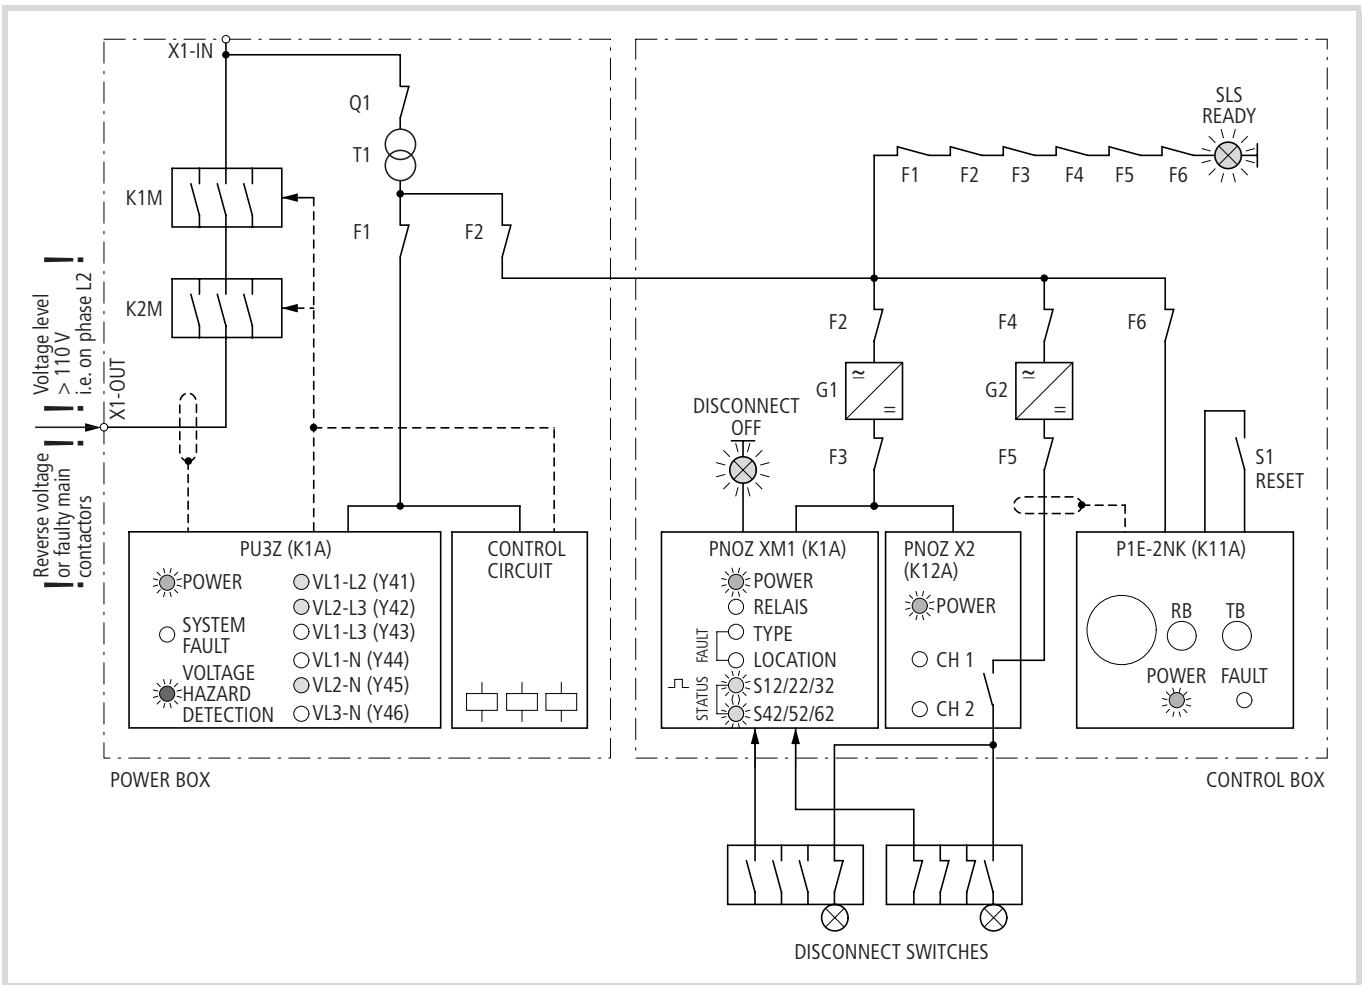 X1-IN
Q1
T1
K1M
F1
F2
K2M
Voltage level
> 110 V
i.e. on phase L2
X1-OUT
Reverse voltage
or faulty main
contactors
PU3Z (K1A)
POWER
SYSTEM
FAULT
VOLTAGE
HAZARD
DETECTION
VL1-L2 (Y41)
VL2-L3 (Y42)
VL1-L3 (Y43)
VL1-N (Y44)
VL2-N (Y45)
VL3-N (Y46)
CONTROL
CIRCUIT
POWER BOX
SLS
READY
F1
F2
F3
F4
F5
F6
F2
F4
F6
G1
G2
DISCONNECT
OFF
F3
F5
S1
RESET
PNOZ XM1 (K1A)
POWER
RELAIS
FAULT
TYPE
LOCATION
STATUS
S12/22/32
S42/52/62
PNOZ X2
(K12A)
POWER
CH 1
CH 2
P1E-2NK (K11A)
RB
TB
POWER
FAULT
CONTROL BOX
DISCONNECT SWITCHES